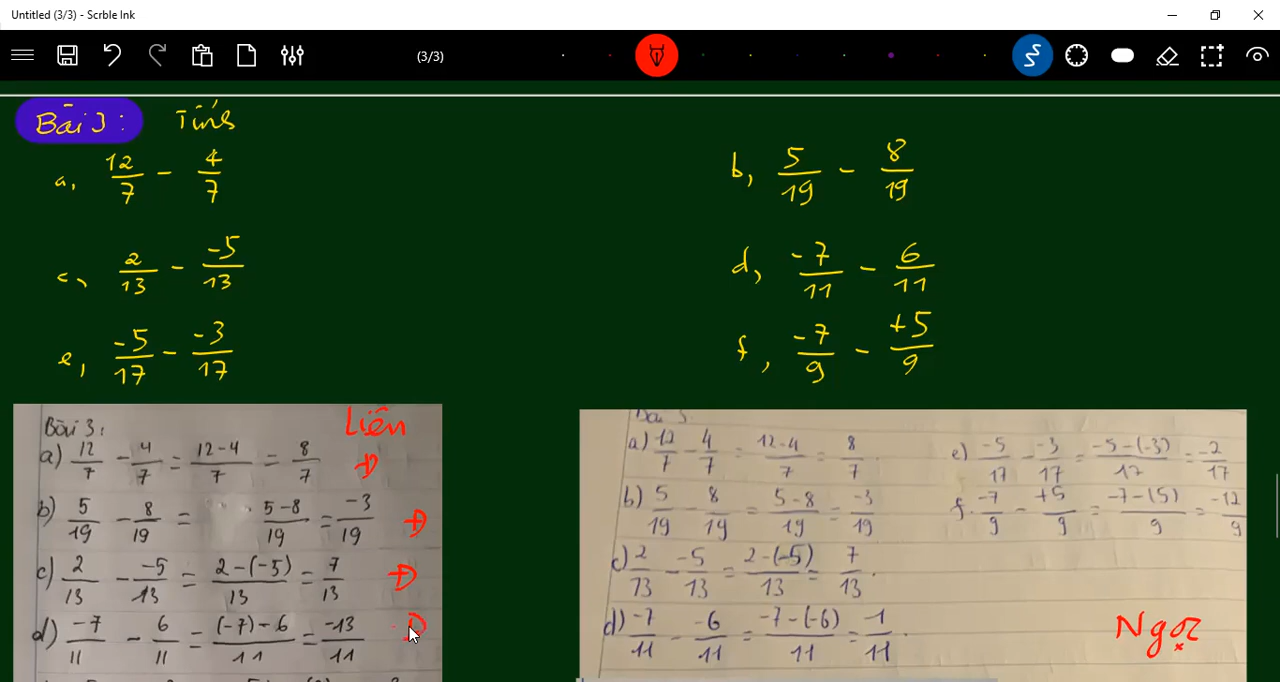 Untitled (3/3) - Scrble Ink
(3/3)
Bài 3: Tính
a, 12/7 - 4/7
b, 5/19 - 8/19
c, 2/13 - -5/13
d, -7/11 - 6/11
e, -5/17 - -3/17
f, -7/9 - +5/9
Bài 3: Liên
a) 12/7 - 4/7 = 12-4/7 = 8/7 Đ
b) 5/19 - 8/19 = 5-8/19 = -3/19 Đ
c) 2/13 - -5/13 = 2-(-5)/13 = 7/13 Đ
d) -7/11 - 6/11 = (-7)-6/11 = -13/11 Đ
Bài 3:
a) 12/7 - 4/7 = 12-4/7 = 8/7
b) 5/19 - 8/19 = 5-8/19 = -3/19
c) 2/13 - -5/13 = 2-(-5)/13 = 7/13.
d) -7/11 - -6/11 = -7-(-6)/11 = -1/11.
e) -5/17 - -3/17 = -5-(-3)/17 = -2/17
f. -7/9 - +5/9 = -7-(5)/9 = -12/9
Ngọc